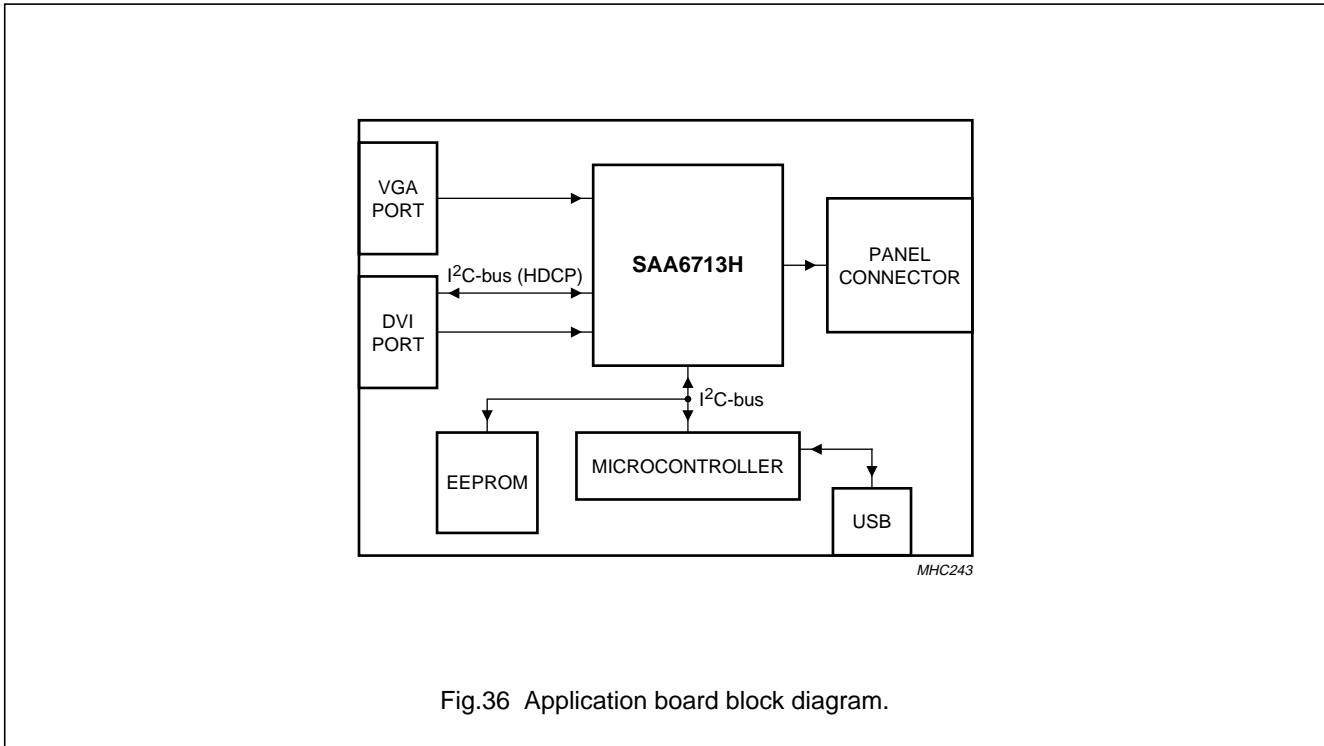 VGA
PORT
I2C-bus (HDCP)
DVI
PORT
SAA6713H
PANEL
CONNECTOR
I2C-bus
EEPROM
MICROCONTROLLER
USB
MHC243
Fig.36 Application board block diagram.